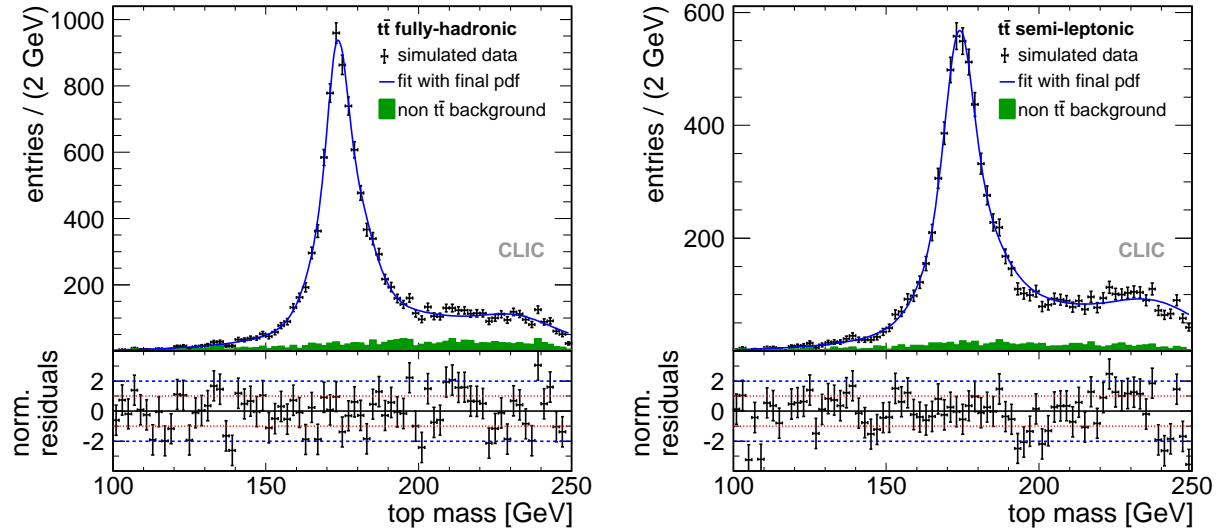 entries / (2 GeV)
1000
800
600
400
200
tt̄ fully-hadronic
simulated data
fit with final pdf
non tt̄ background
CLIC
norm.
residuals
2
0
-2
100 150 200 250
top mass [GeV]
entries / (2 GeV)
600
400
200
tt̄ semi-leptonic
simulated data
fit with final pdf
non tt̄ background
CLIC
norm.
residuals
2
0
-2
100 150 200 250
top mass [GeV]